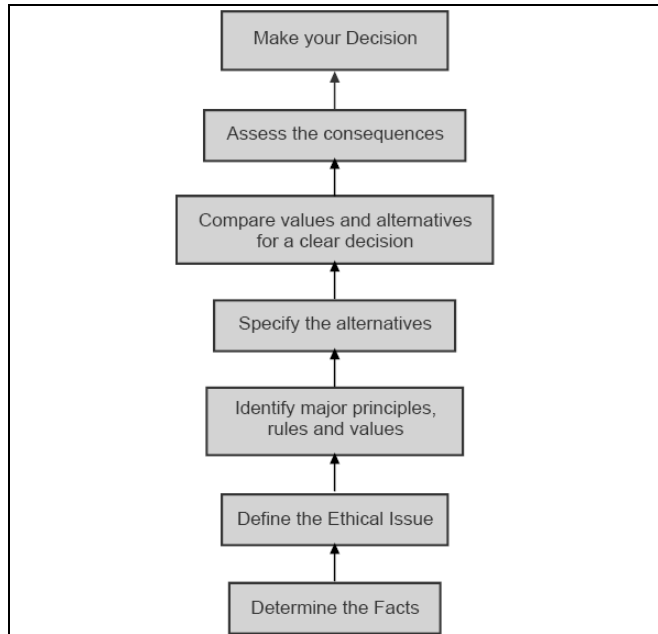 Make your Decision
Assess the consequences
Compare values and alternatives
for a clear decision
Specify the alternatives
Identify major principles,
rules and values
Define the Ethical Issue
Determine the Facts